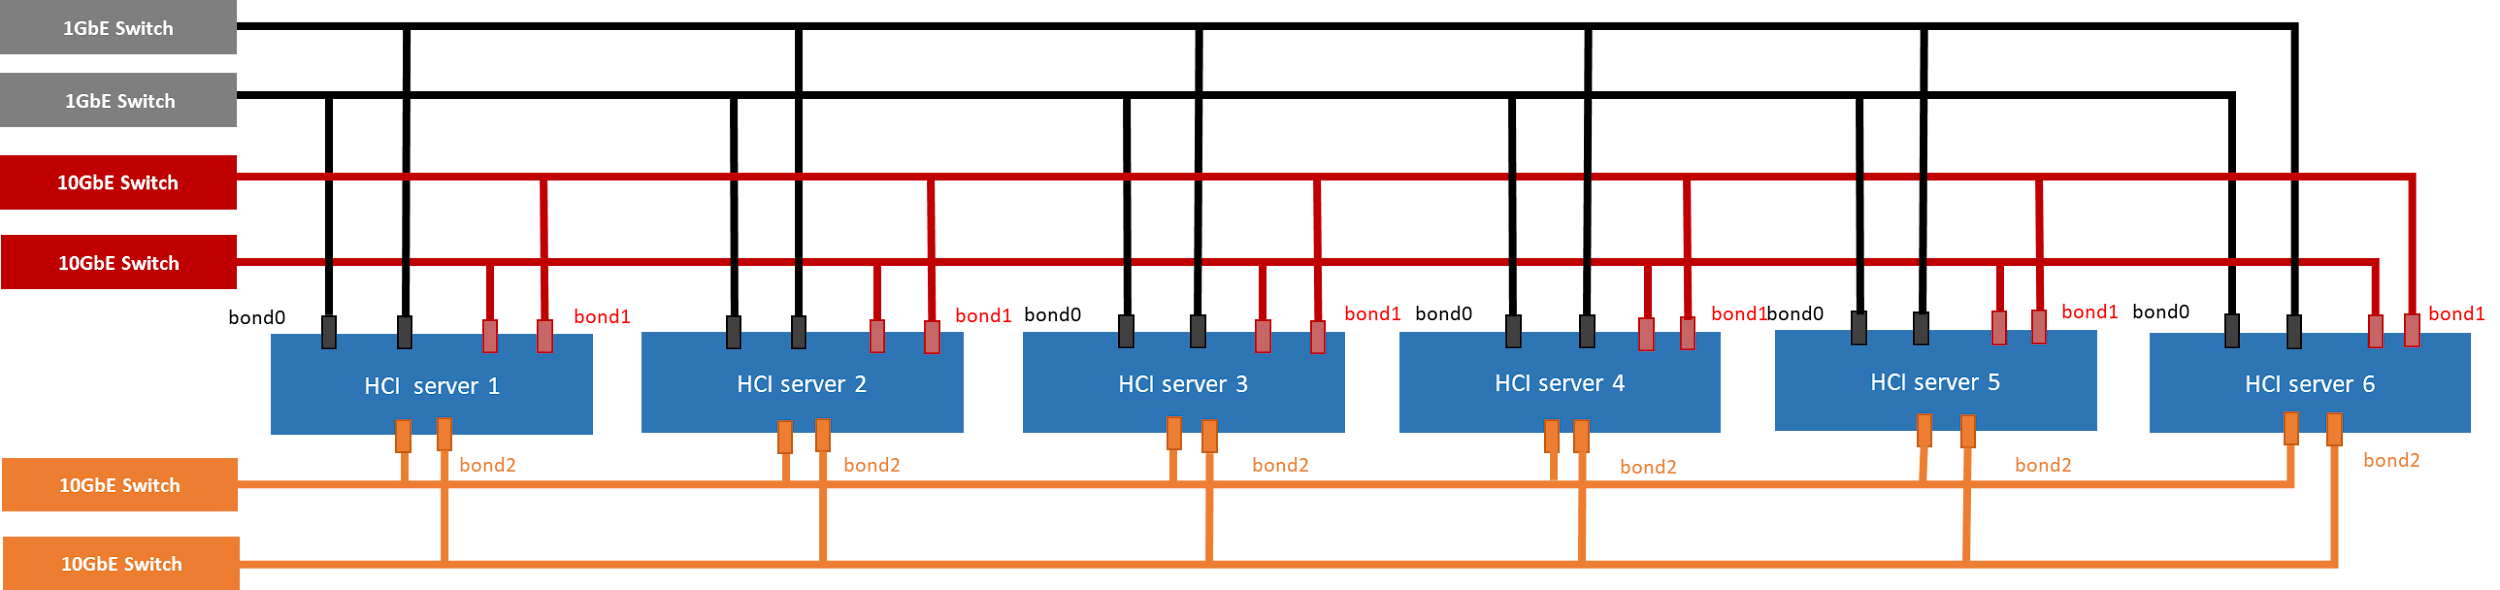 1GbE Switch
1GbE Switch
10GbE Switch
10GbE Switch
bond0
bond1
bond1
bond0
bond1
bond0
bond1
bond0
bond1
bond0
bond1
HCI server 1
HCI server 2
HCI server 3
HCI server 4
HCI server 5
HCI server 6
bond2
bond2
bond2
bond2
bond2
bond2
10GbE Switch
10GbE Switch